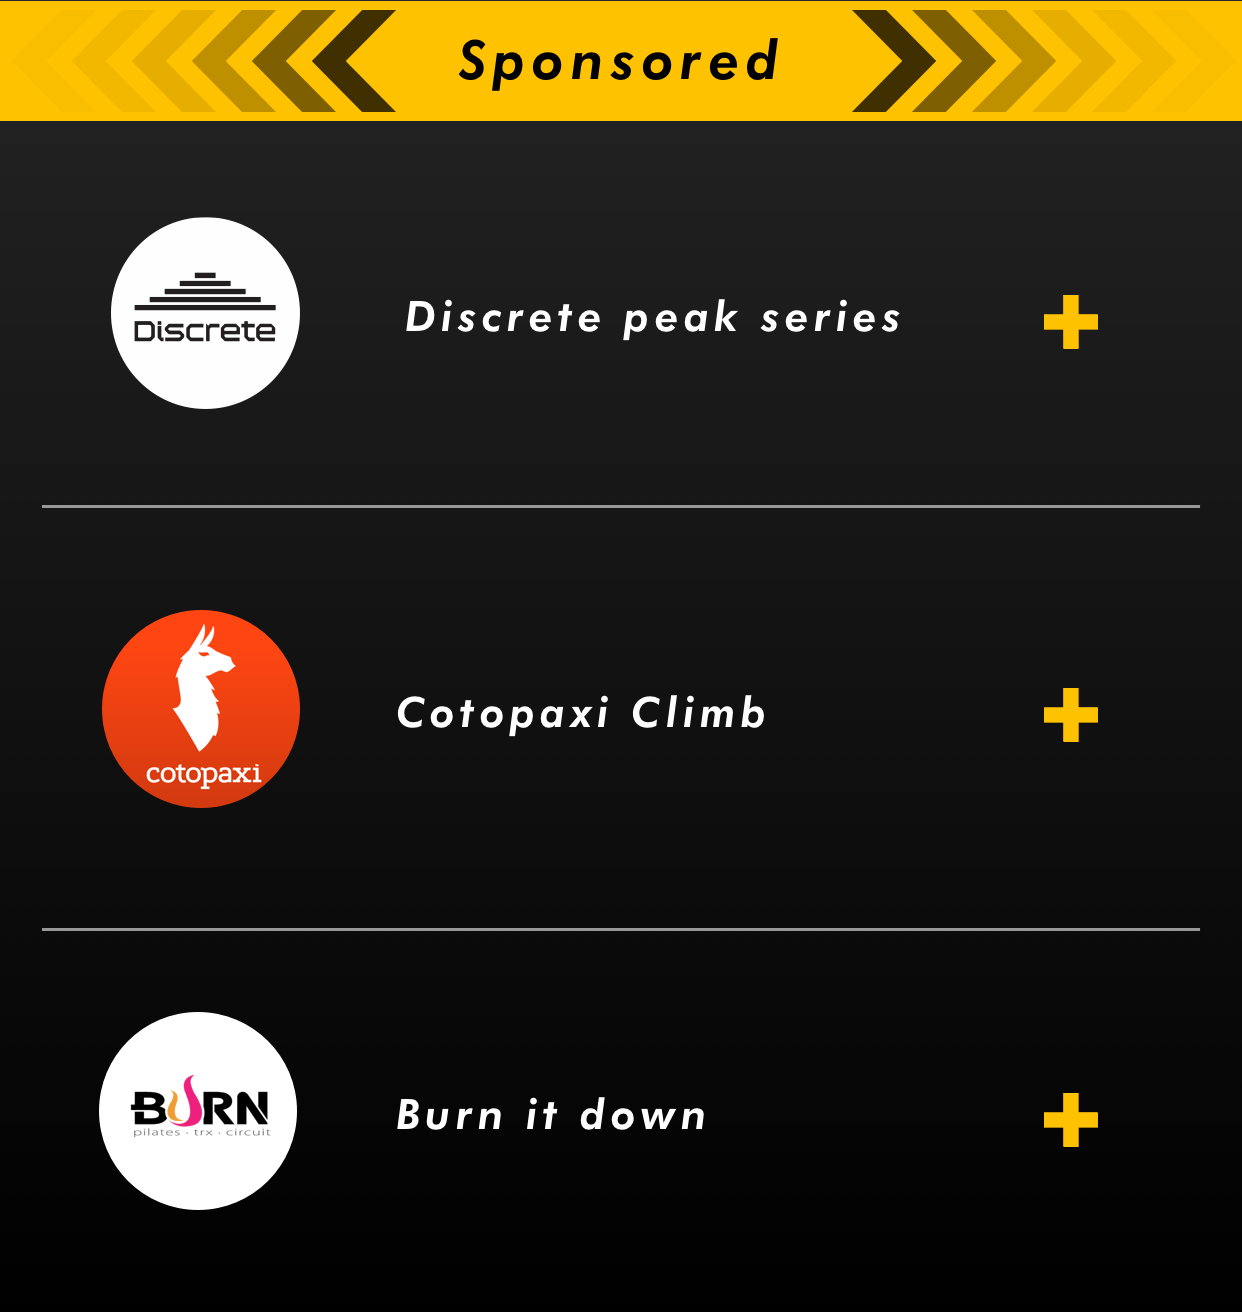 Sponsored
Discrete
Discrete peak series
cotopaxi
Cotopaxi Climb
BURN
pilates · trx · circuit
Burn it down